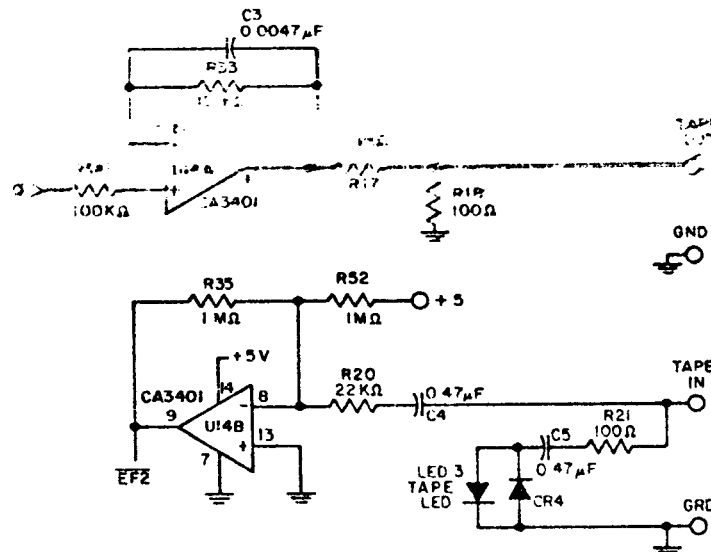 C3
0.0047µF
R33
100KΩ
CA3401
R17
R18
100Ω
GND
R35
1MΩ
R52
1MΩ
+5
+5V
CA3401
14
9
U14B
8
13
7
EF2
R20
22KΩ
0.47µF
C4
TAPE
IN
R21
100Ω
C5
0.47µF
LED 3
TAPE
LED
CR4
GRD